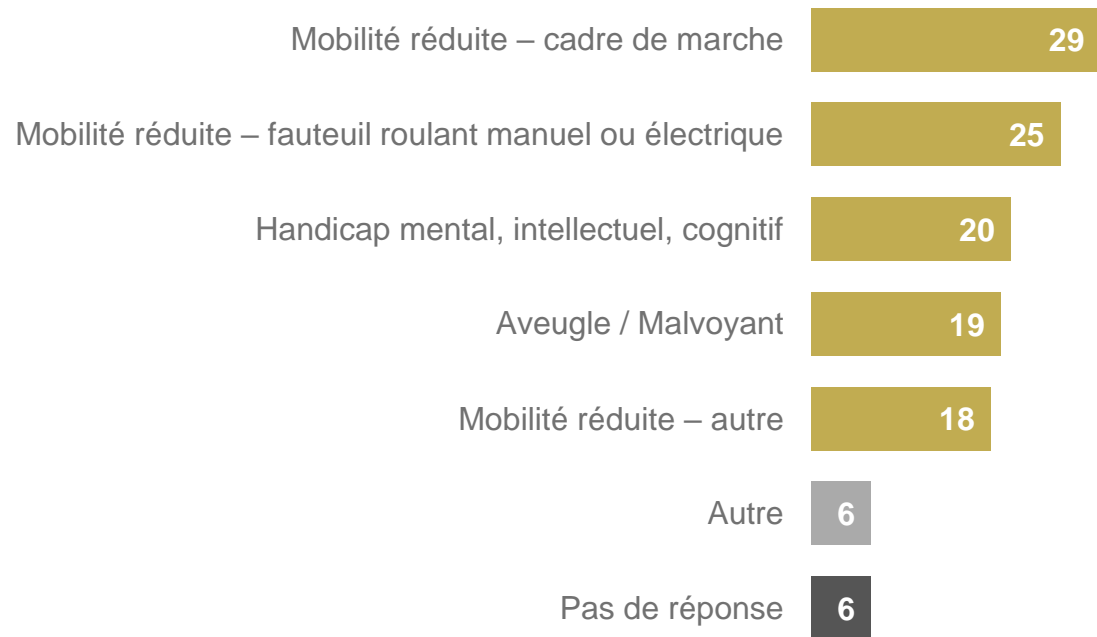 Mobilité réduite – cadre de marche 29
Mobilité réduite – fauteuil roulant manuel ou électrique 25
Handicap mental, intellectuel, cognitif 20
Aveugle / Malvoyant 19
Mobilité réduite – autre 18
Autre 6
Pas de réponse 6